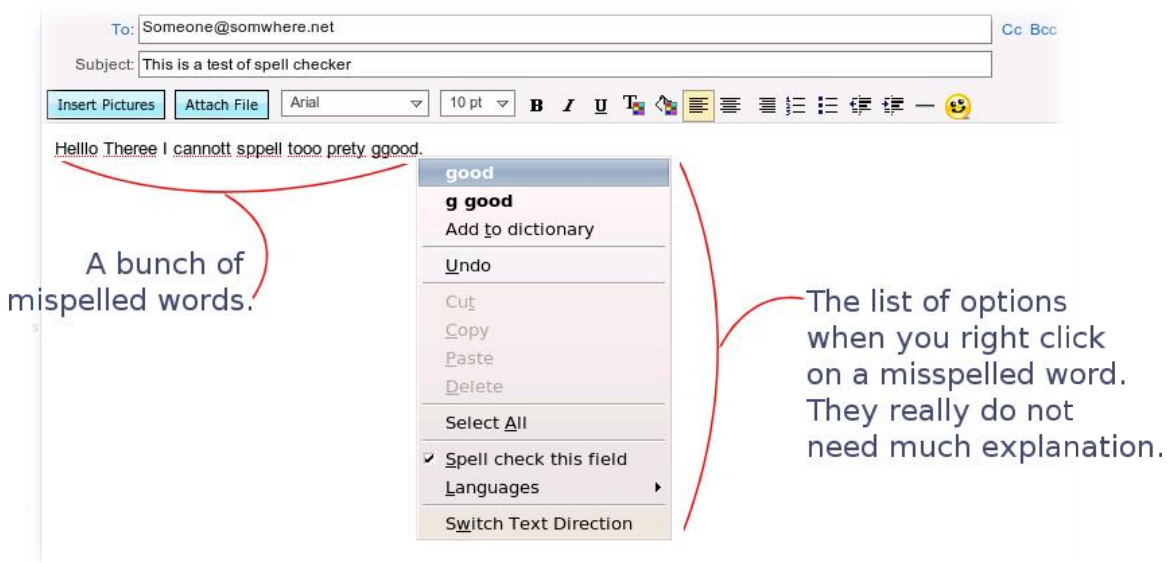 To: Someone@somwhere.net Cc Bcc
Subject: This is a test of spell checker
Insert Pictures Attach File Arial 10 pt B I U T
Helllo Theree I cannott sppell tooo prety ggood.
good
g good
Add to dictionary
Undo
Cut
Copy
Paste
Delete
Select All
Spell check this field
Languages
Switch Text Direction
A bunch of
mispelled words.
The list of options
when you right click
on a misspelled word.
They really do not
need much explanation.